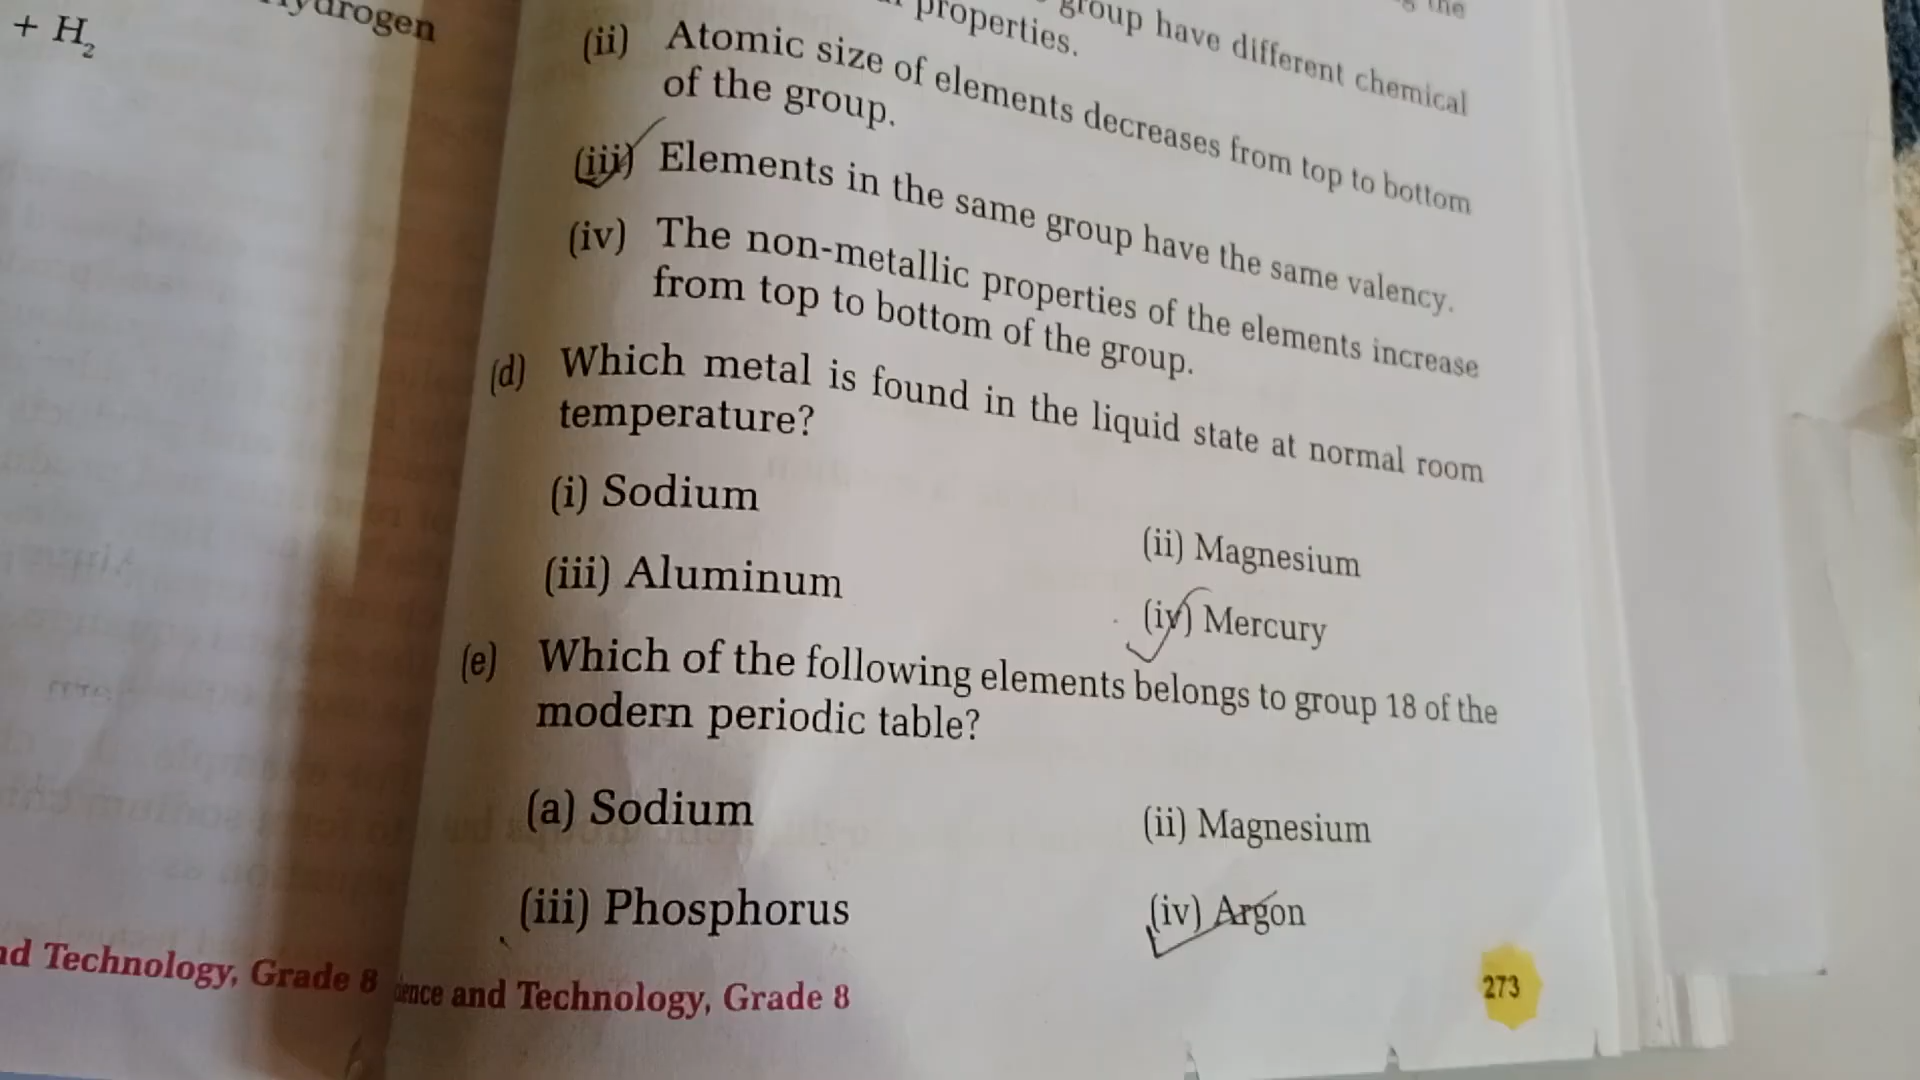 + H₂
group have different chemical
properties.
(ii) Atomic size of elements decreases from top to bottom
of the group.
(iii) Elements in the same group have the same valency.
(iv) The non-metallic properties of the elements increase
from top to bottom of the group.
(d) Which metal is found in the liquid state at normal room
temperature?
(i) Sodium
(ii) Magnesium
(iii) Aluminum
(iv) Mercury
(e) Which of the following elements belongs to group 18 of the
modern periodic table?
(a) Sodium
(ii) Magnesium
(iii) Phosphorus
(iv) Argon
Technology, Grade 8
and Technology, Grade 8
273